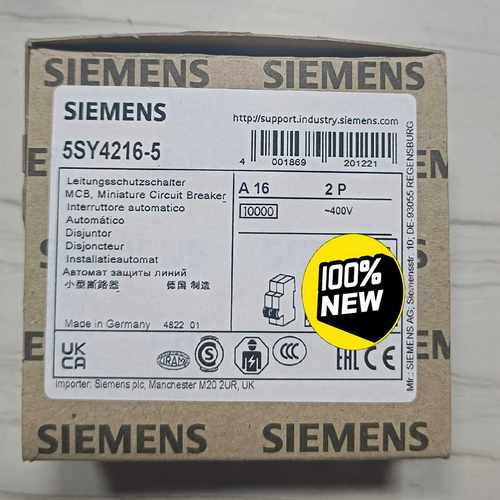 SIEMENS SIEMENS
SIEMENS
http://support.industry.siemens.com
5SY4216-5
4 001869 201221
Leitungsschutzschalter
MCB, Miniature Circuit Breaker
Interruttore automatico
Automático
Disjuntor
Disjoncteur
Installatieautomat
Автомат защиты линий
小型断路器 德国 制造
A 16 2 P
10000 ~400V
100%
NEW
Made in Germany 4822 01
UK
CA
IRAM
S
CCC
EAC CE
Importer: Siemens plc, Manchester M20 2UR, UK
Mfr.: SIEMENS AG; Siemensstr. 10; DE-93055 REGENSBURG
SIEMENS SIEMENS